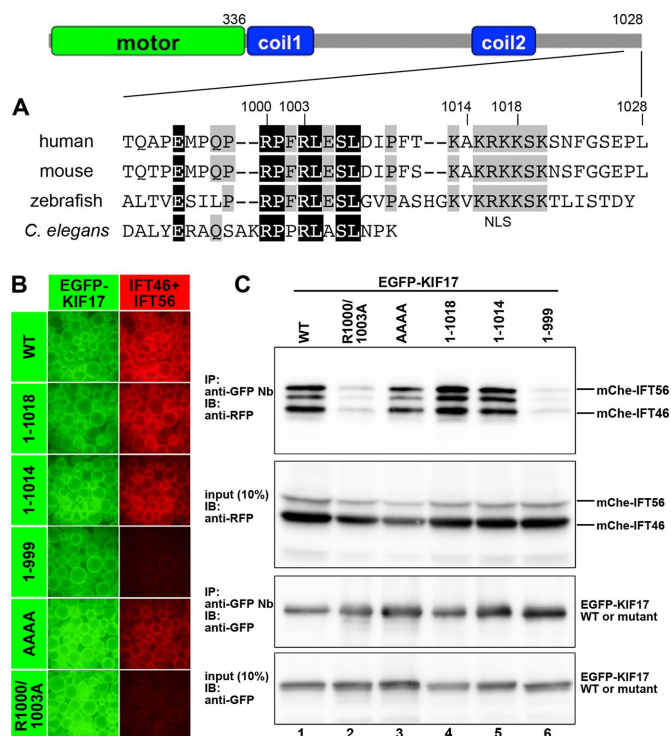 336
1028
motor
coil1
coil2
A
1000 1003
1014
1018
1028
human TQAPEMPQP--RPFRLESLDIPFT--KAKRKKSKSNFGSEPL
mouse TQTPEMPQP--RPFRLESLDIPFS--KAKRKKSKSNFGGEPL
zebrafish ALTVESILP--RPFRLESLGVPASHGKVKRKKSKTLISTDY
C. elegans DALYERAQSAKRPPRLASLNPK
NLS
B
EGFP-
KIF17
IFT46+
IFT56
WT
1-1018
1-1014
1-999
AAAA
R1000/
1003A
C
EGFP-KIF17
WT
R1000/
1003A
AAAA
1-1018
1-1014
1-999
IP:
anti-GFP Nb
IB:
anti-RFP
mChe-IFT56
mChe-IFT46
input (10%)
IB:
anti-RFP
mChe-IFT56
mChe-IFT46
IP:
anti-GFP Nb
IB:
anti-GFP
EGFP-KIF17
WT or mutant
input (10%)
IB:
anti-GFP
EGFP-KIF17
WT or mutant
1 2 3 4 5 6